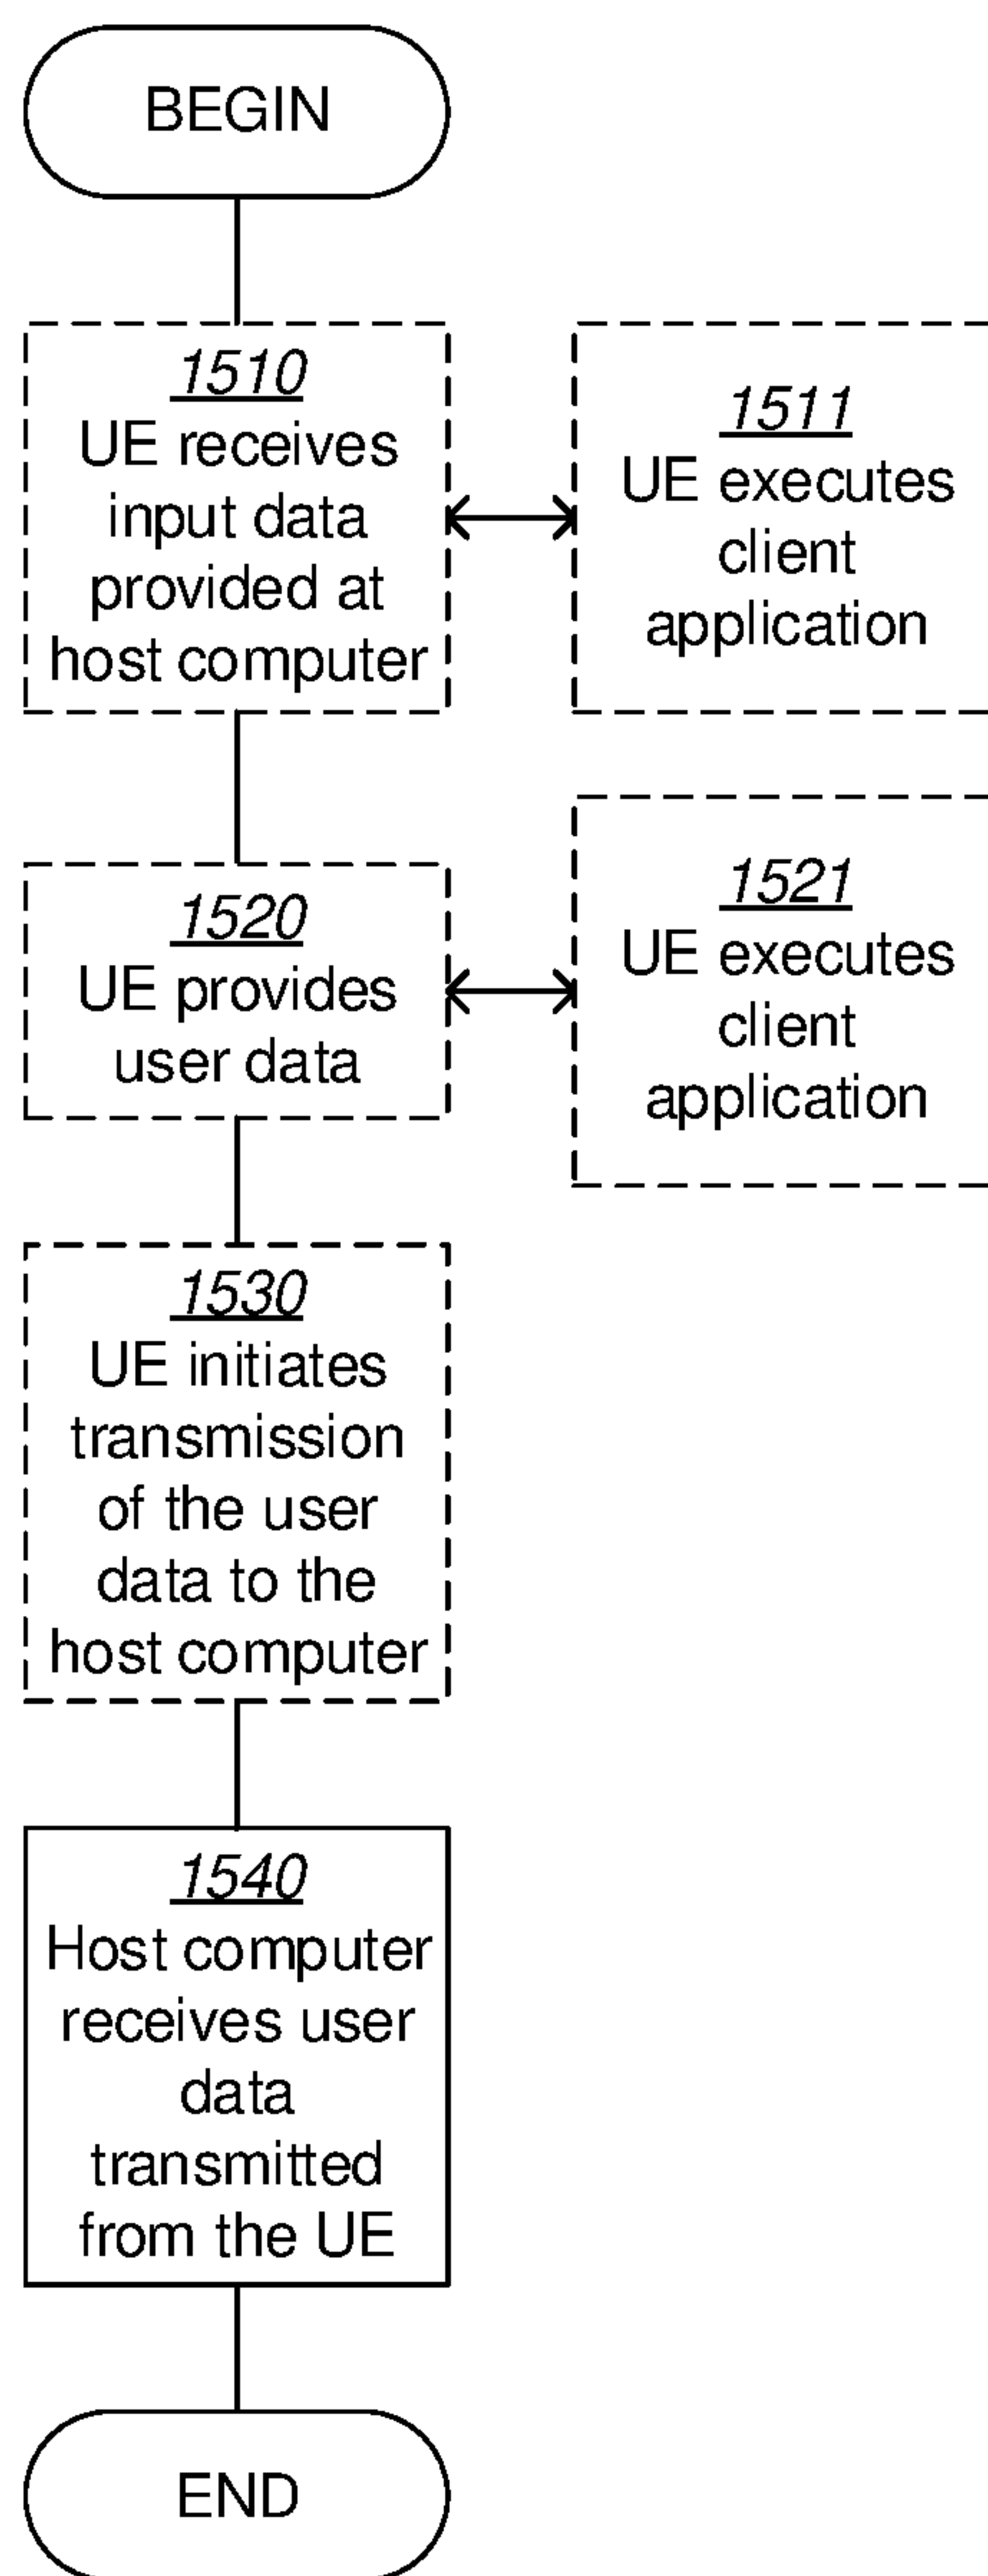 BEGIN
1510
UE receives
input data
provided at
host computer
1511
UE executes
client
application
1520
UE provides
user data
1521
UE executes
client
application
1530
UE initiates
transmission
of the user
data to the
host computer
1540
Host computer
receives user
data
transmitted
from the UE
END